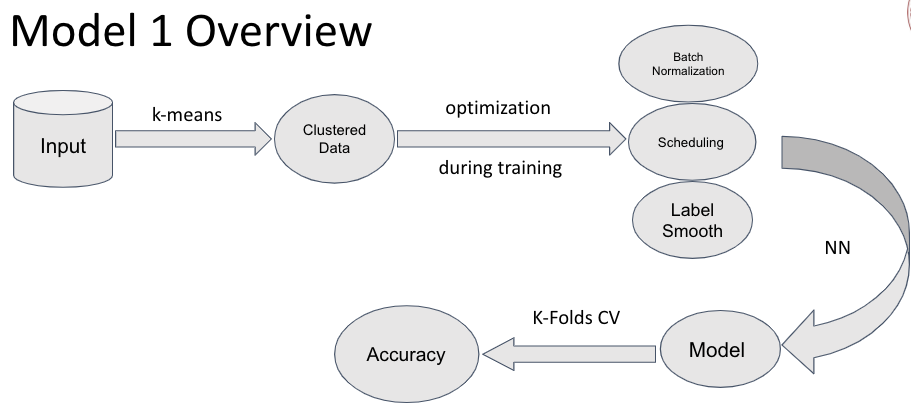 Model 1 Overview
Input
k-means
Clustered
Data
optimization
during training
Batch
Normalization
Scheduling
Label
Smooth
NN
Model
K-Folds CV
Accuracy